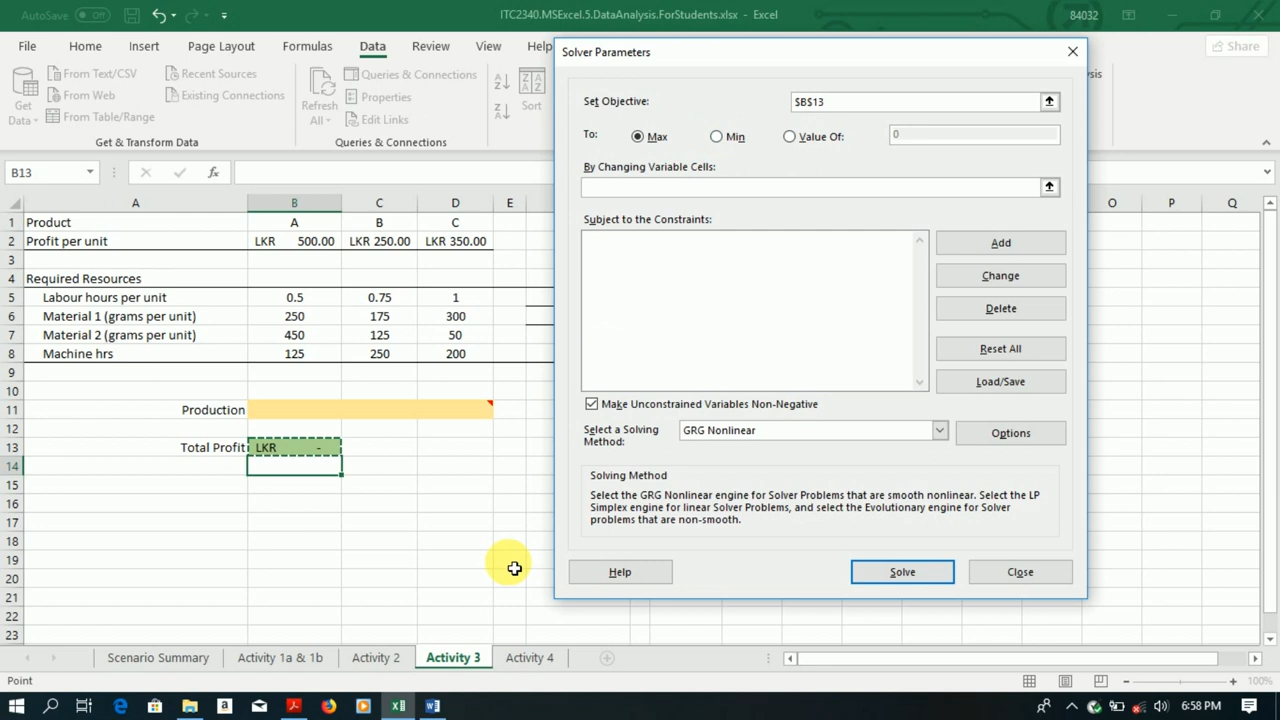 AutoSave Off ITC2340.MSExcel.5.DataAnalysis.ForStudents.xlsx - Excel 84032
File Home Insert Page Layout Formulas Data Review View Help Share
From Text/CSV
From Web
From Table/Range
Get Data
Recent Sources
Existing Connections
Get & Transform Data
Refresh All
Queries & Connections
Properties
Edit Links
Queries & Connections
Sort
B13 fx
A B C D E O P Q
1 Product A B C
2 Profit per unit LKR 500.00 LKR 250.00 LKR 350.00
3
4 Required Resources
5 Labour hours per unit 0.5 0.75 1
6 Material 1 (grams per unit) 250 175 300
7 Material 2 (grams per unit) 450 125 50
8 Machine hrs 125 250 200
9
10
11 Production
12
13 Total Profit LKR -
14
15
16
17
18
19
20
21
22
23
Solver Parameters
Set Objective: $B$13
To: Max Min Value Of: 0
By Changing Variable Cells:
Subject to the Constraints:
Add
Change
Delete
Reset All
Load/Save
Make Unconstrained Variables Non-Negative
Select a Solving Method: GRG Nonlinear Options
Solving Method
Select the GRG Nonlinear engine for Solver Problems that are smooth nonlinear. Select the LP
Simplex engine for linear Solver Problems, and select the Evolutionary engine for Solver
problems that are non-smooth.
Help Solve Close
Scenario Summary Activity 1a & 1b Activity 2 Activity 3 Activity 4
Point 100%
6:58 PM